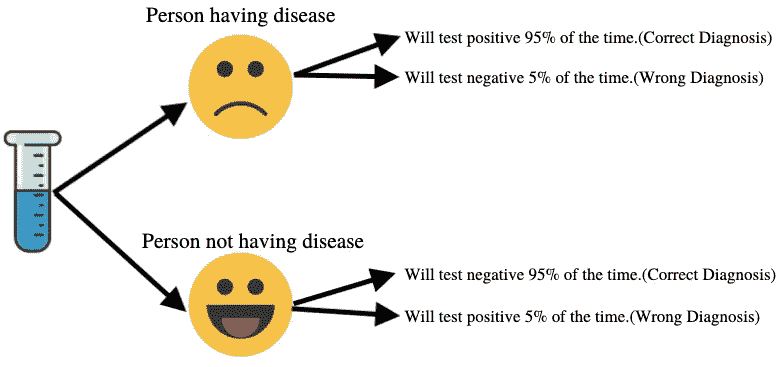 Person having disease
Will test positive 95% of the time.(Correct Diagnosis)
Will test negative 5% of the time.(Wrong Diagnosis)
Person not having disease
Will test negative 95% of the time.(Correct Diagnosis)
Will test positive 5% of the time.(Wrong Diagnosis)